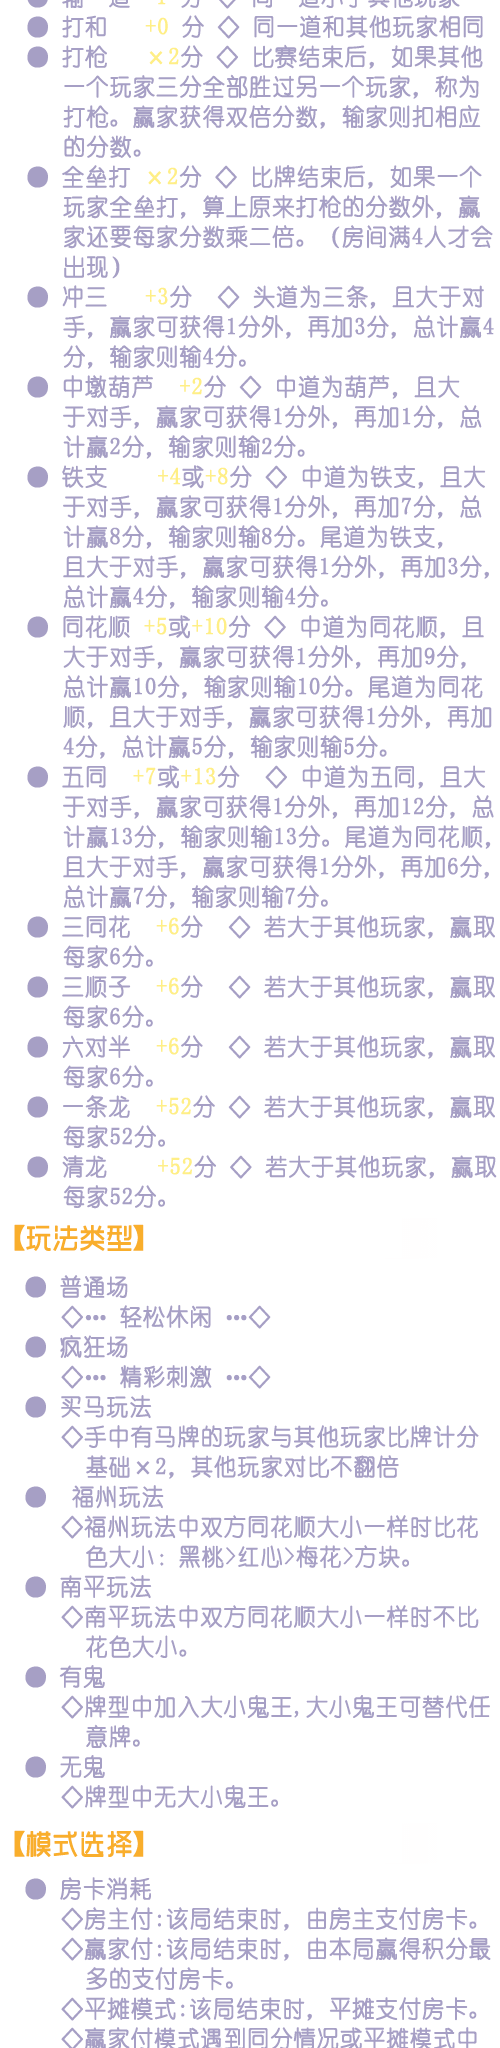 ● 打和 +0 分 ◇ 同一道和其他玩家相同
● 打枪 ×2分 ◇ 比赛结束后，如果其他
一个玩家三分全部胜过另一个玩家，称为
打枪。赢家获得双倍分数，输家则扣相应
的分数。
● 全垒打 ×2分 ◇ 比牌结束后，如果一个
玩家全垒打，算上原来打枪的分数外，赢
家还要每家分数乘二倍。（房间满4人才会
出现）
● 冲三 +3分 ◇ 头道为三条，且大于对
手，赢家可获得1分外，再加3分，总计赢4
分，输家则输4分。
● 中墩葫芦 +2分 ◇ 中道为葫芦，且大
于对手，赢家可获得1分外，再加1分，总
计赢2分，输家则输2分。
● 铁支 +4或+8分 ◇ 中道为铁支，且大
于对手，赢家可获得1分外，再加7分，总
计赢8分，输家则输8分。尾道为铁支，
且大于对手，赢家可获得1分外，再加3分，
总计赢4分，输家则输4分。
● 同花顺 +5或+10分 ◇ 中道为同花顺，且
大于对手，赢家可获得1分外，再加9分，
总计赢10分，输家则输10分。尾道为同花
顺，且大于对手，赢家可获得1分外，再加
4分，总计赢5分，输家则输5分。
● 五同 +7或+13分 ◇ 中道为五同，且大
于对手，赢家可获得1分外，再加12分，总
计赢13分，输家则输13分。尾道为同花顺，
且大于对手，赢家可获得1分外，再加6分，
总计赢7分，输家则输7分。
● 三同花 +6分 ◇ 若大于其他玩家，赢取
每家6分。
● 三顺子 +6分 ◇ 若大于其他玩家，赢取
每家6分。
● 六对半 +6分 ◇ 若大于其他玩家，赢取
每家6分。
● 一条龙 +52分 ◇ 若大于其他玩家，赢取
每家52分。
● 清龙 +52分 ◇ 若大于其他玩家，赢取
每家52分。
【玩法类型】
● 普通场
◇… 轻松休闲 …◇
● 疯狂场
◇… 精彩刺激 …◇
● 买马玩法
◇手中有马牌的玩家与其他玩家比牌计分
基础×2，其他玩家对比不翻倍
● 福州玩法
◇福州玩法中双方同花顺大小一样时比花
色大小：黑桃>红心>梅花>方块。
● 南平玩法
◇南平玩法中双方同花顺大小一样时不比
花色大小。
● 有鬼
◇牌型中加入大小鬼王,大小鬼王可替代任
意牌。
● 无鬼
◇牌型中无大小鬼王。
【模式选择】
● 房卡消耗
◇房主付:该局结束时，由房主支付房卡。
◇赢家付:该局结束时，由本局赢得积分最
多的支付房卡。
◇平摊模式:该局结束时，平摊支付房卡。
◇赢家付模式遇到同分情况或平摊模式中